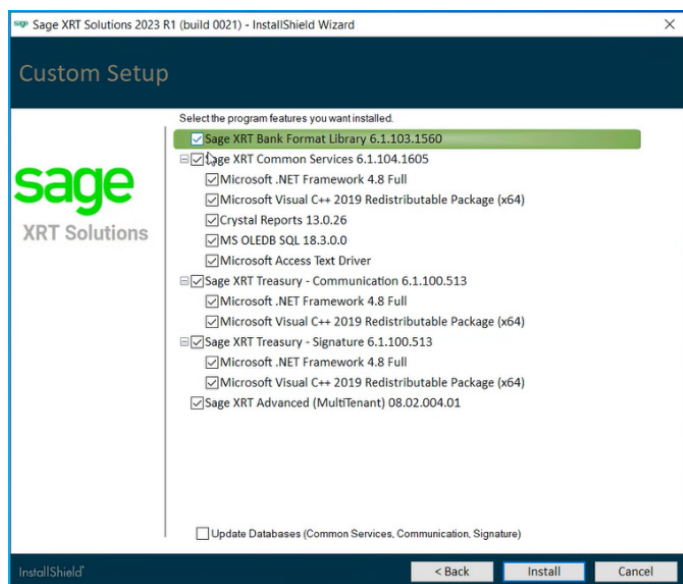 sage Sage XRT Solutions 2023 R1 (build 0021) - InstallShield Wizard
Custom Setup
Select the program features you want installed.
Sage XRT Bank Format Library 6.1.103.1560
Sage XRT Common Services 6.1.104.1605
Microsoft .NET Framework 4.8 Full
Microsoft Visual C++ 2019 Redistributable Package (x64)
Crystal Reports 13.0.26
MS OLEDB SQL 18.3.0.0
Microsoft Access Text Driver
Sage XRT Treasury - Communication 6.1.100.513
Microsoft .NET Framework 4.8 Full
Microsoft Visual C++ 2019 Redistributable Package (x64)
Sage XRT Treasury - Signature 6.1.100.513
Microsoft .NET Framework 4.8 Full
Microsoft Visual C++ 2019 Redistributable Package (x64)
Sage XRT Advanced (MultiTenant) 08.02.004.01
sage
XRT Solutions
Update Databases (Common Services, Communication, Signature)
InstallShield
< Back
Install
Cancel